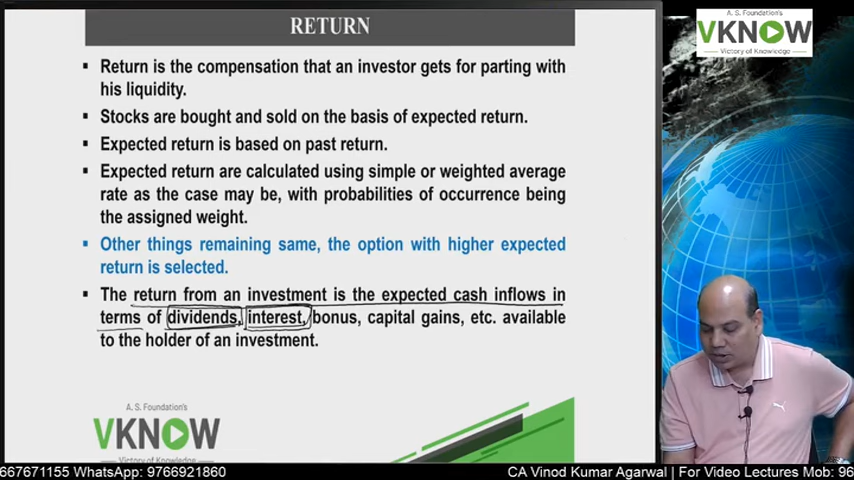 RETURN
A. S. Foundation's
VKNOW
Victory of Knowledge
▪ Return is the compensation that an investor gets for parting with
his liquidity.
▪ Stocks are bought and sold on the basis of expected return.
▪ Expected return is based on past return.
▪ Expected return are calculated using simple or weighted average
rate as the case may be, with probabilities of occurrence being
the assigned weight.
▪ Other things remaining same, the option with higher expected
return is selected.
▪ The return from an investment is the expected cash inflows in
terms of dividends, interest, bonus, capital gains, etc. available
to the holder of an investment.
A. S. Foundation's
VKNOW
Victory of Knowledge
667671155 WhatsApp: 9766921860
CA Vinod Kumar Agarwal | For Video Lectures Mob: 96